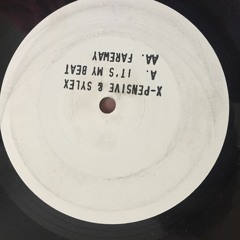 X-PENSIVE & SYLEX
A. IT'S MY BEAT
AA. FAREWAY